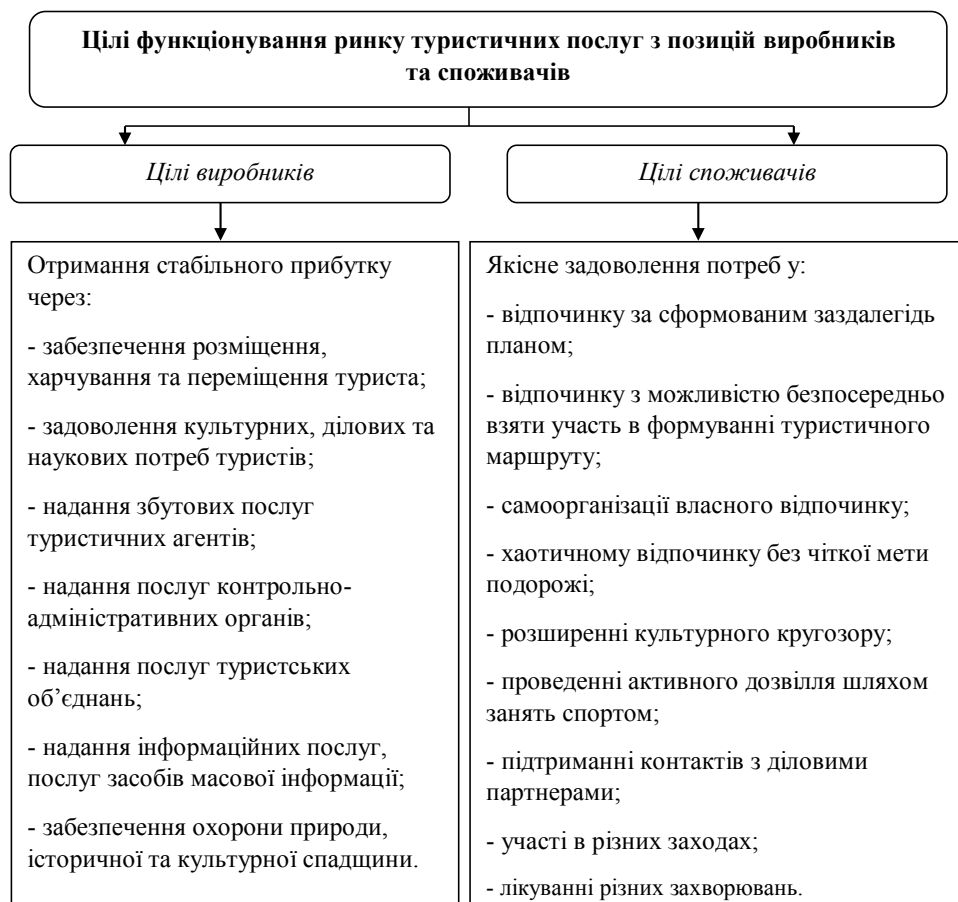 Цілі функціонування ринку туристичних послуг з позицій виробників
та споживачів
Цілі виробників
Цілі споживачів
Отримання стабільного прибутку
через:
- забезпечення розміщення,
харчування та переміщення туриста;
- задоволення культурних, ділових та
наукових потреб туристів;
- надання збутових послуг
туристичних агентів;
- надання послуг контрольно-
адміністративних органів;
- надання послуг туристських
об’єднань;
- надання інформаційних послуг,
послуг засобів масової інформації;
- забезпечення охорони природи,
історичної та культурної спадщини.
Якісне задоволення потреб у:
- відпочинку за сформованим заздалегідь
планом;
- відпочинку з можливістю безпосередньо
взяти участь в формуванні туристичного
маршруту;
- самоорганізації власного відпочинку;
- хаотичному відпочинку без чіткої мети
подорожі;
- розширенні культурного кругозору;
- проведенні активного дозвілля шляхом
занять спортом;
- підтриманні контактів з діловими
партнерами;
- участі в різних заходах;
- лікуванні різних захворювань.